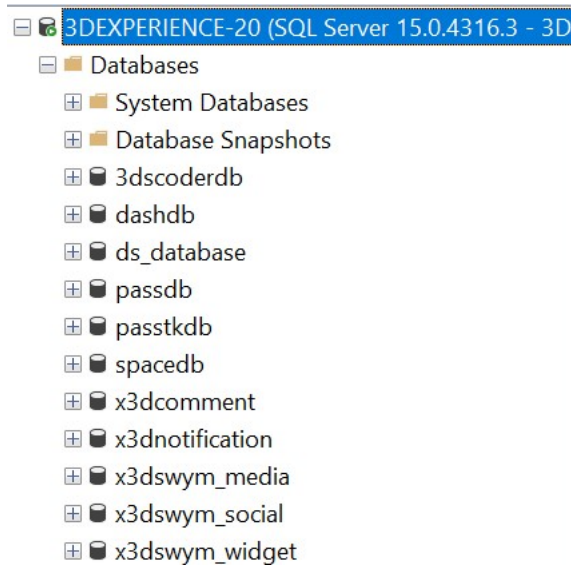 3DEXPERIENCE-20 (SQL Server 15.0.4316.3 - 3D
Databases
System Databases
Database Snapshots
3dscoderdb
dashdb
ds_database
passdb
passtkdb
spacedb
x3dcomment
x3dnotification
x3dswym_media
x3dswym_social
x3dswym_widget